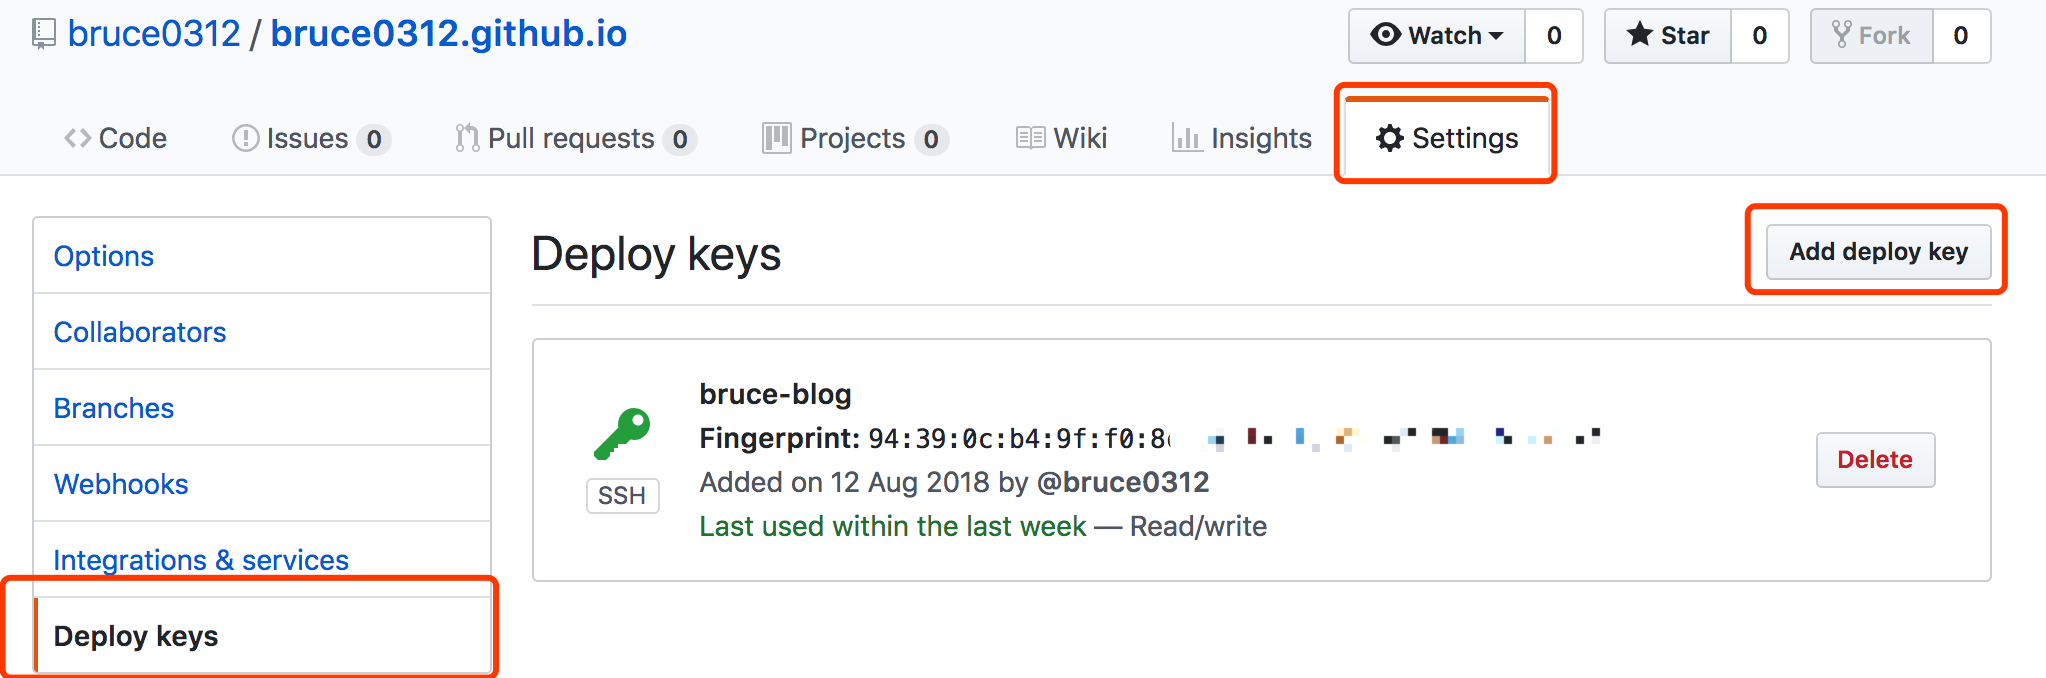 bruce0312 / bruce0312.github.io
Watch 0 Star 0 Fork 0
Code Issues 0 Pull requests 0 Projects 0 Wiki Insights Settings
Options
Collaborators
Branches
Webhooks
Integrations & services
Deploy keys
Deploy keys
Add deploy key
bruce-blog
Fingerprint: 94:39:0c:b4:9f:f0:8
SSH
Added on 12 Aug 2018 by @bruce0312
Last used within the last week — Read/write
Delete